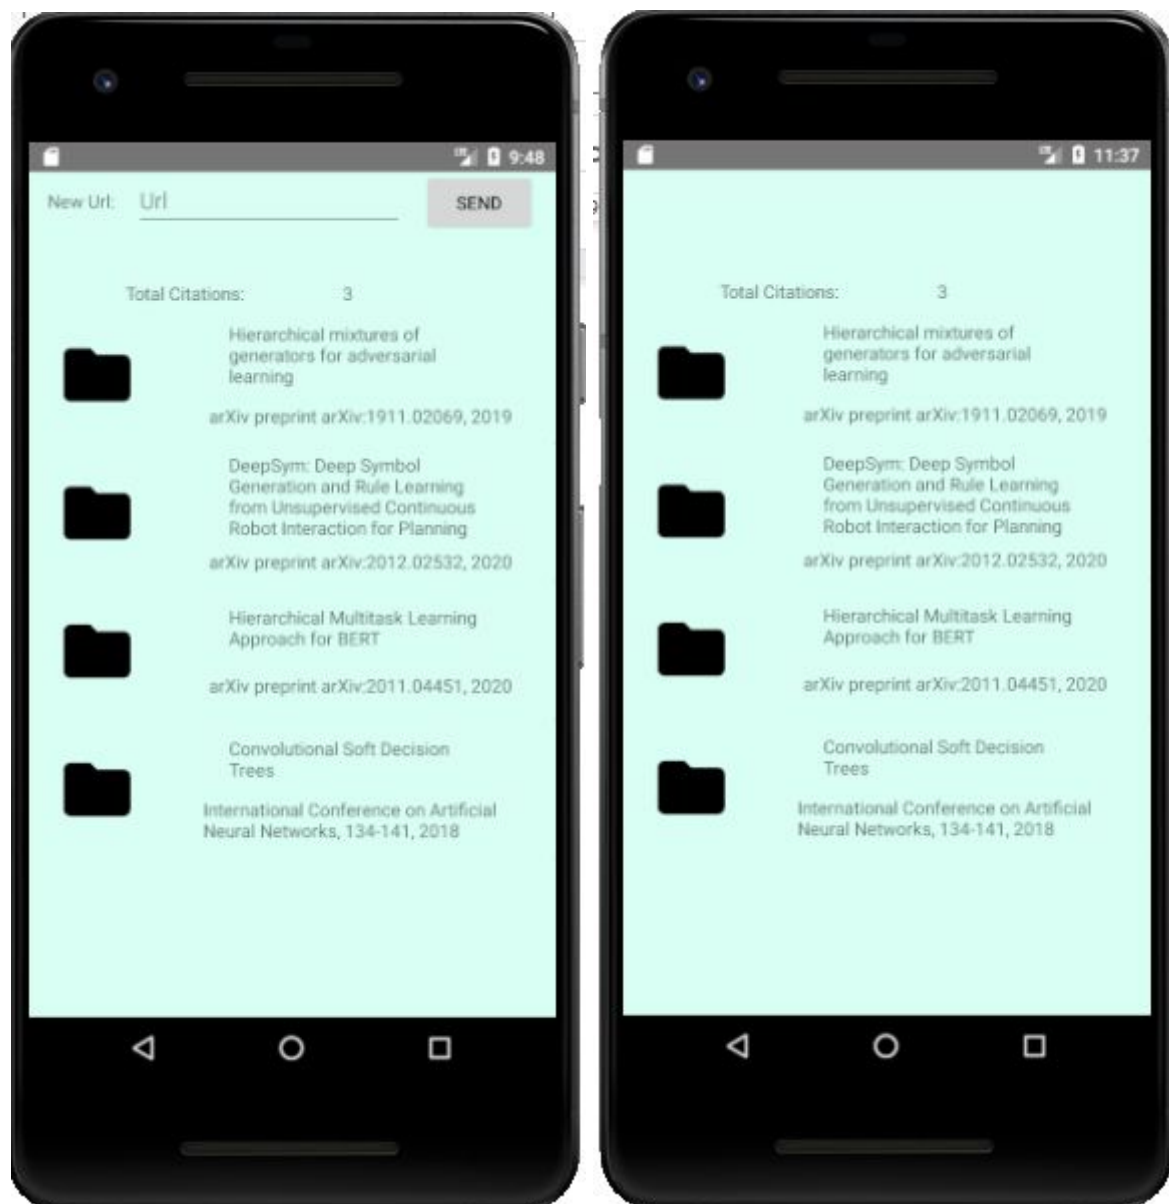 9:48
New Url:
Url
SEND
Total Citations:
3
Hierarchical mixtures of
generators for adversarial
learning
arXiv preprint arXiv:1911.02069, 2019
DeepSym: Deep Symbol
Generation and Rule Learning
from Unsupervised Continuous
Robot Interaction for Planning
arXiv preprint arXiv:2012.02532, 2020
Hierarchical Multitask Learning
Approach for BERT
arXiv preprint arXiv:2011.04451, 2020
Convolutional Soft Decision
Trees
International Conference on Artificial
Neural Networks, 134-141, 2018
11:37
Total Citations:
3
Hierarchical mixtures of
generators for adversarial
learning
arXiv preprint arXiv:1911.02069, 2019
DeepSym: Deep Symbol
Generation and Rule Learning
from Unsupervised Continuous
Robot Interaction for Planning
arXiv preprint arXiv:2012.02532, 2020
Hierarchical Multitask Learning
Approach for BERT
arXiv preprint arXiv:2011.04451, 2020
Convolutional Soft Decision
Trees
International Conference on Artificial
Neural Networks, 134-141, 2018